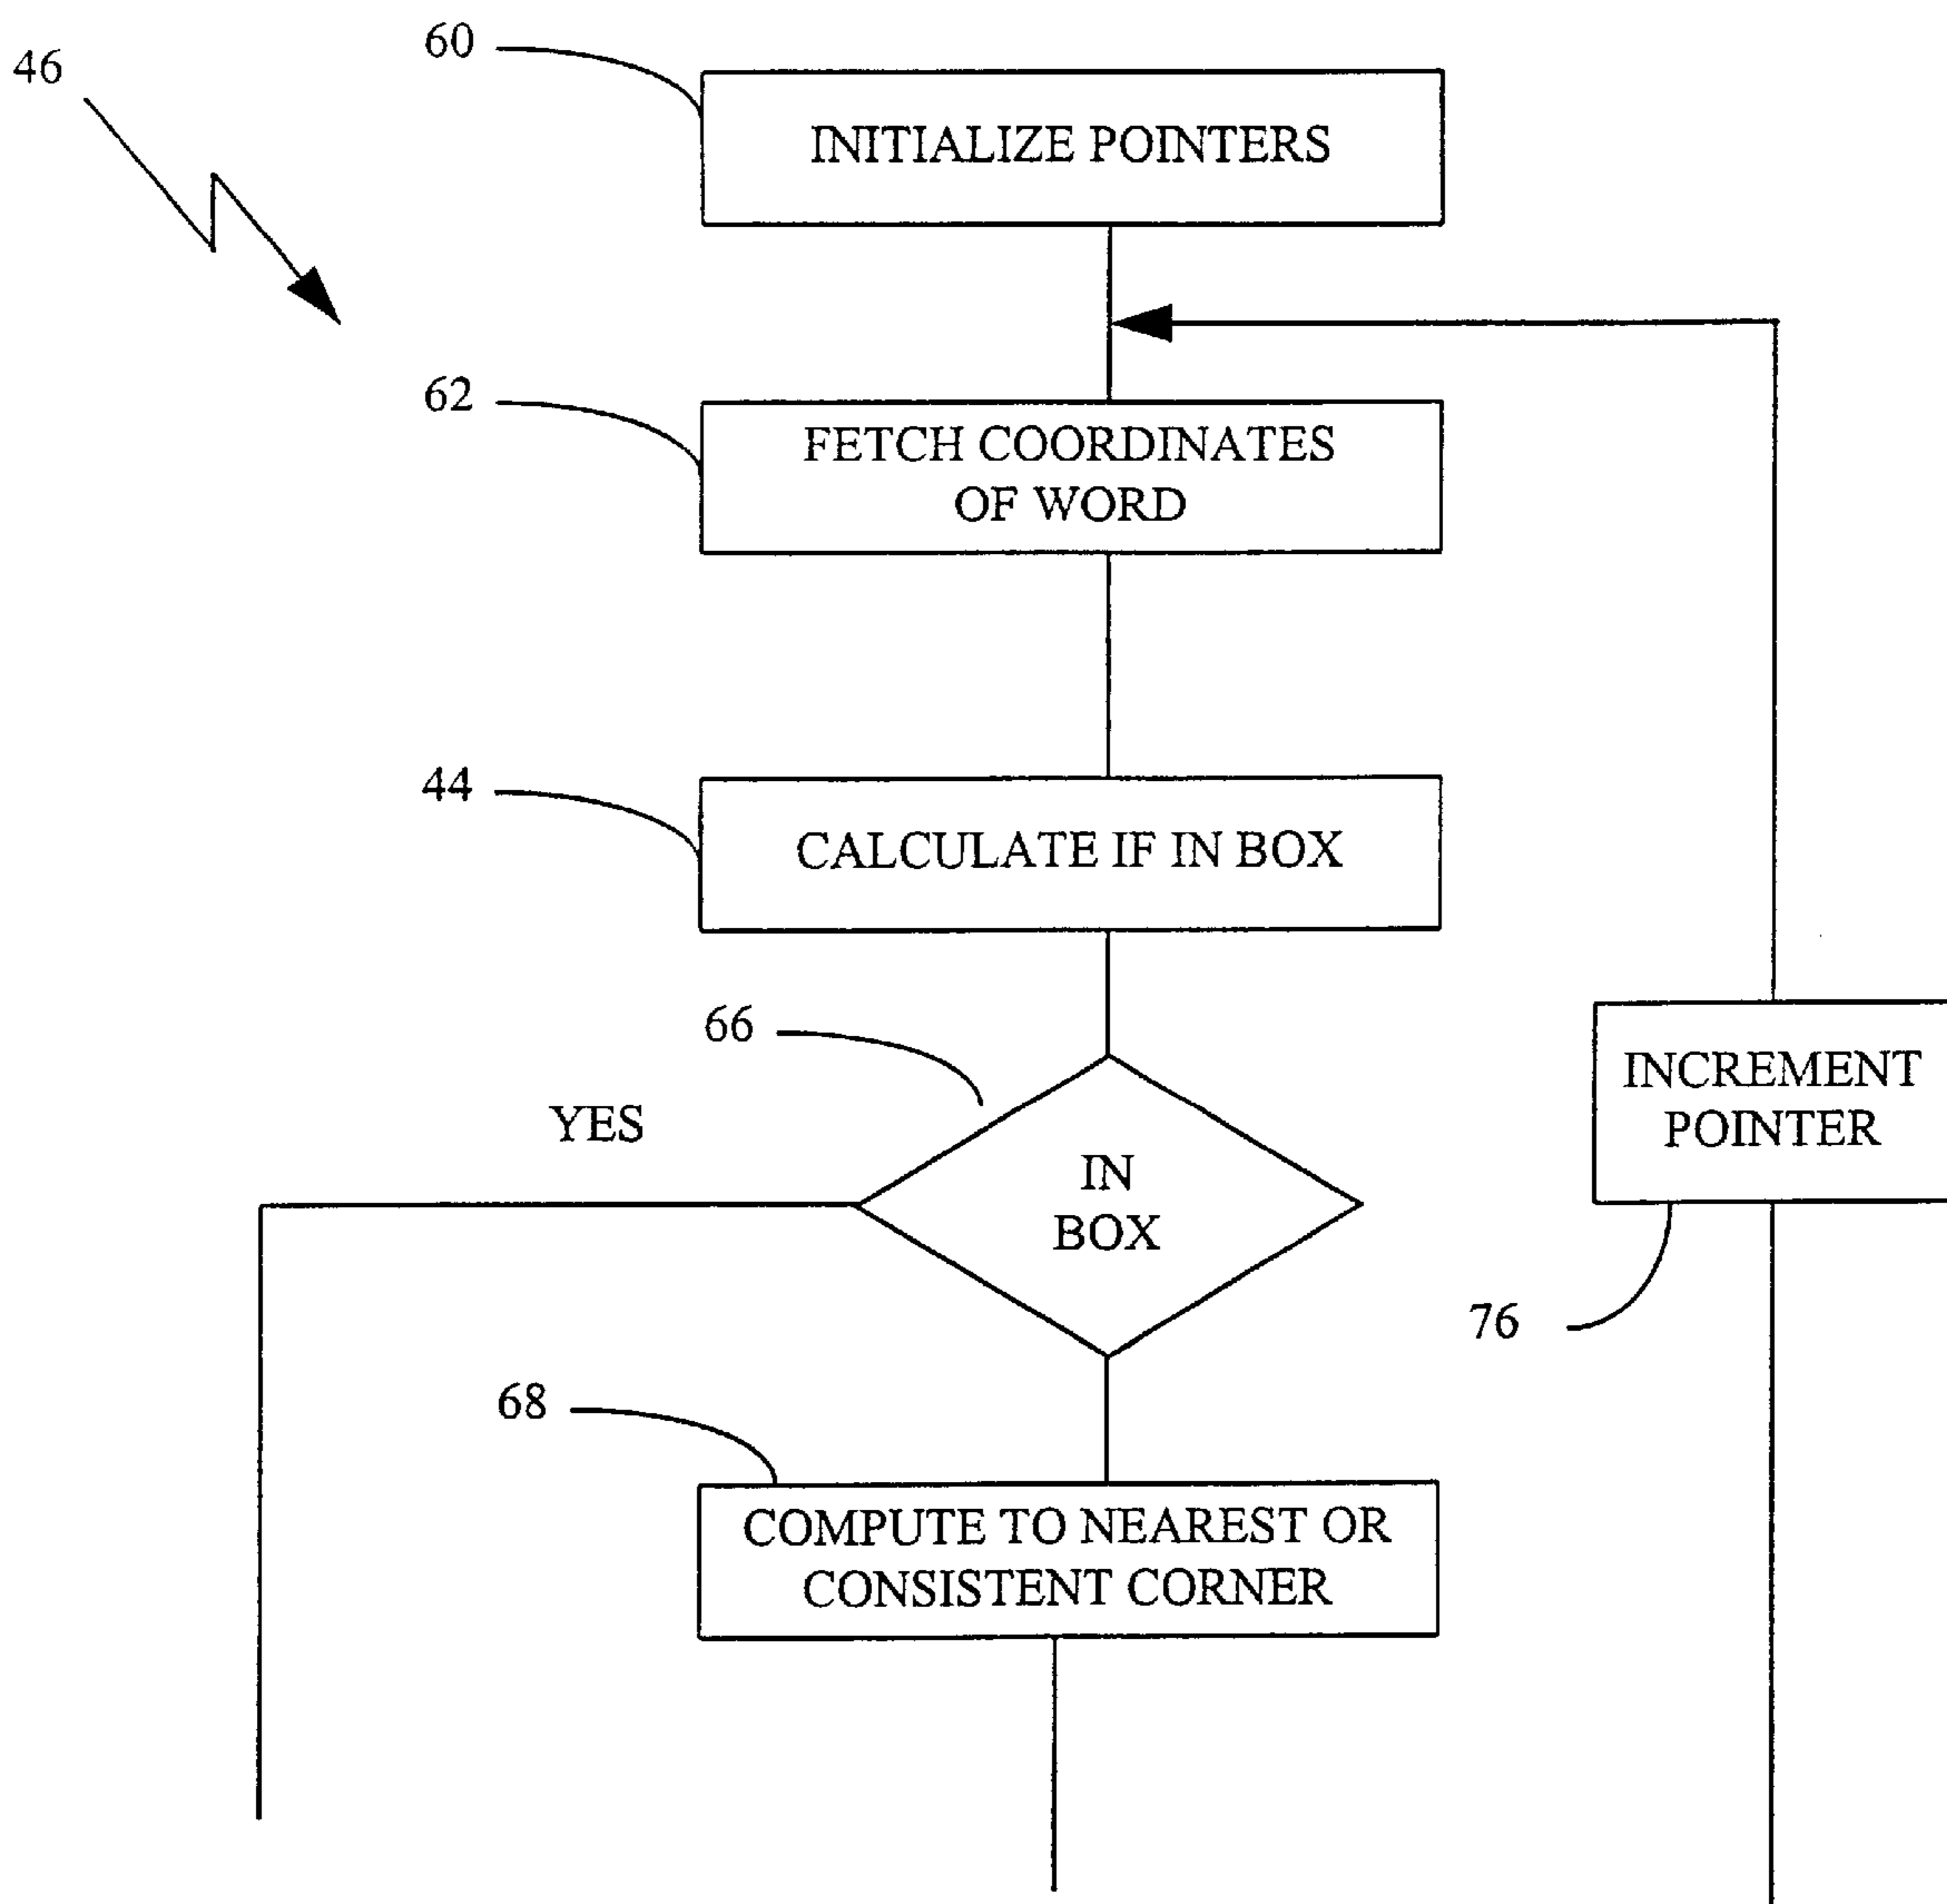 46
60
INITIALIZE POINTERS
62
FETCH COORDINATES
OF WORD
44
CALCULATE IF IN BOX
66
YES
IN
BOX
INCREMENT
POINTER
76
68
COMPUTE TO NEAREST OR
CONSISTENT CORNER